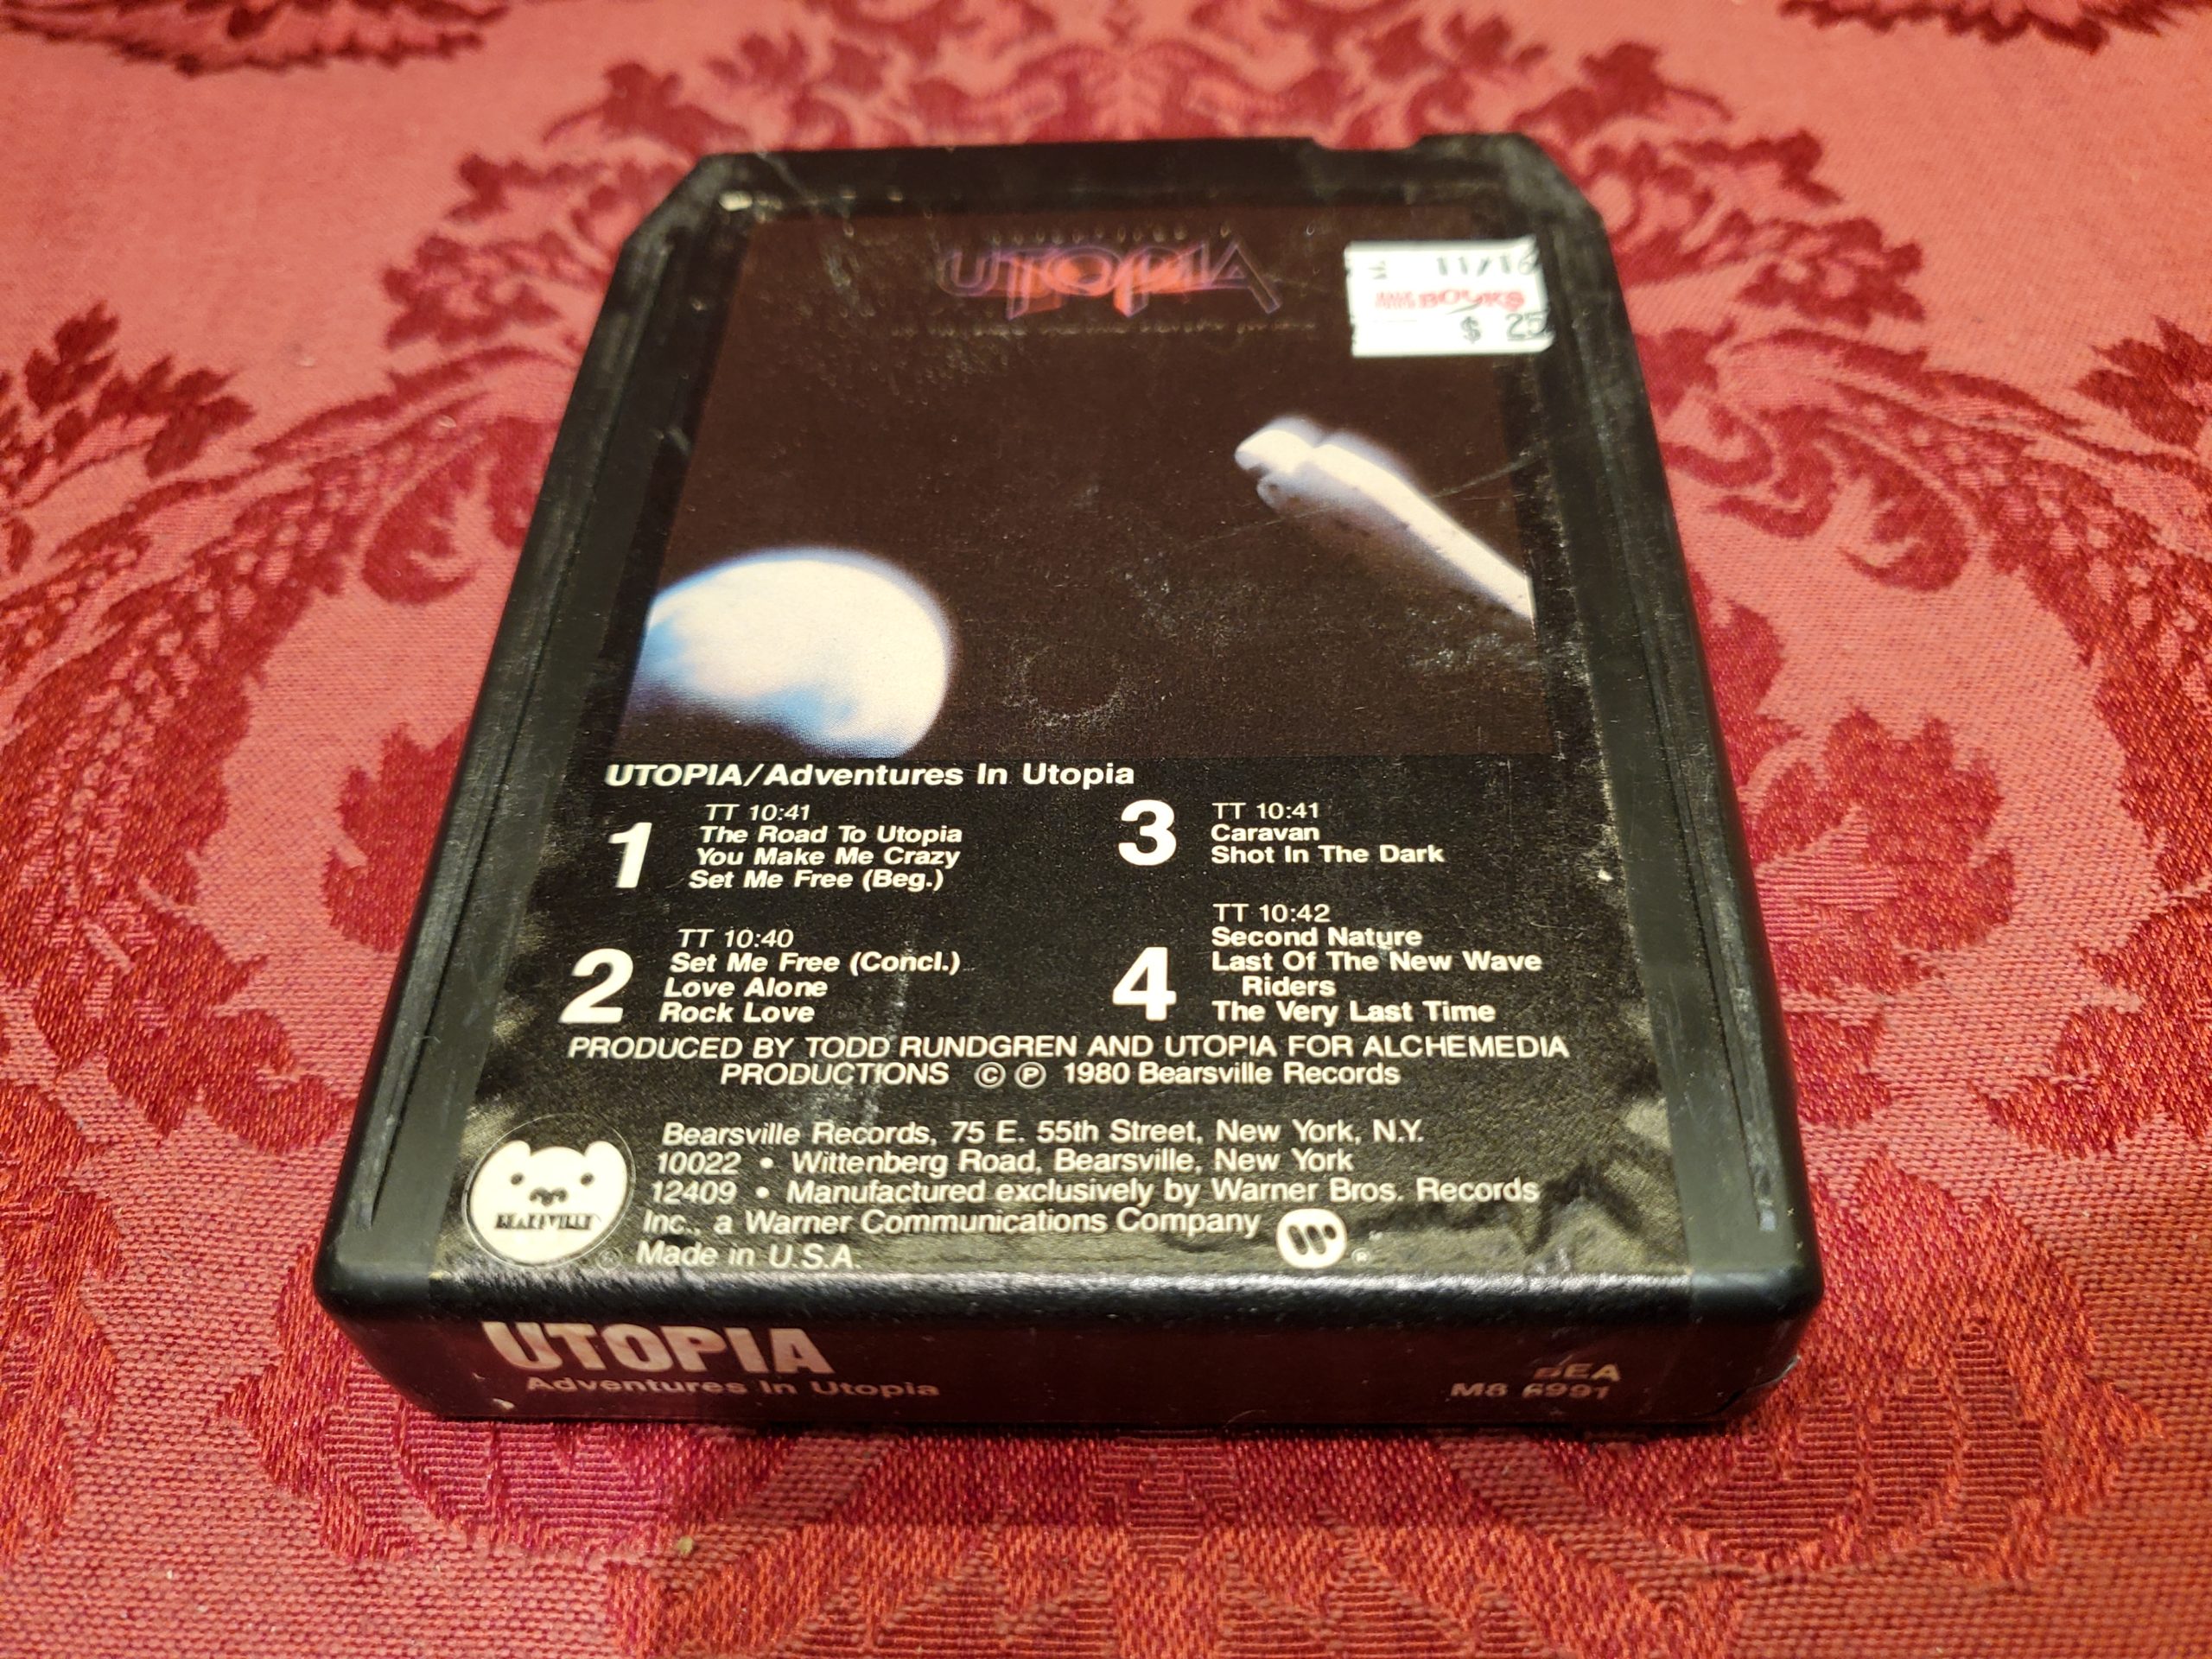 UTOPIA
11/16
BOOKS
$ 25
UTOPIA/Adventures In Utopia
1
TT 10:41
The Road To Utopia
You Make Me Crazy
Set Me Free (Beg.)
2
TT 10:40
Set Me Free (Concl.)
Love Alone
Rock Love
3
TT 10:41
Caravan
Shot In The Dark
4
TT 10:42
Second Nature
Last Of The New Wave
Riders
The Very Last Time
PRODUCED BY TODD RUNDGREN AND UTOPIA FOR ALCHEMEDIA
PRODUCTIONS © ℗ 1980 Bearsville Records
Bearsville Records, 75 E. 55th Street, New York, N.Y.
10022 • Wittenberg Road, Bearsville, New York
12409 • Manufactured exclusively by Warner Bros. Records
Inc., a Warner Communications Company
Made in U.S.A.
BEARSVILLE
UTOPIA
Adventures In Utopia
BEA
M8 6991